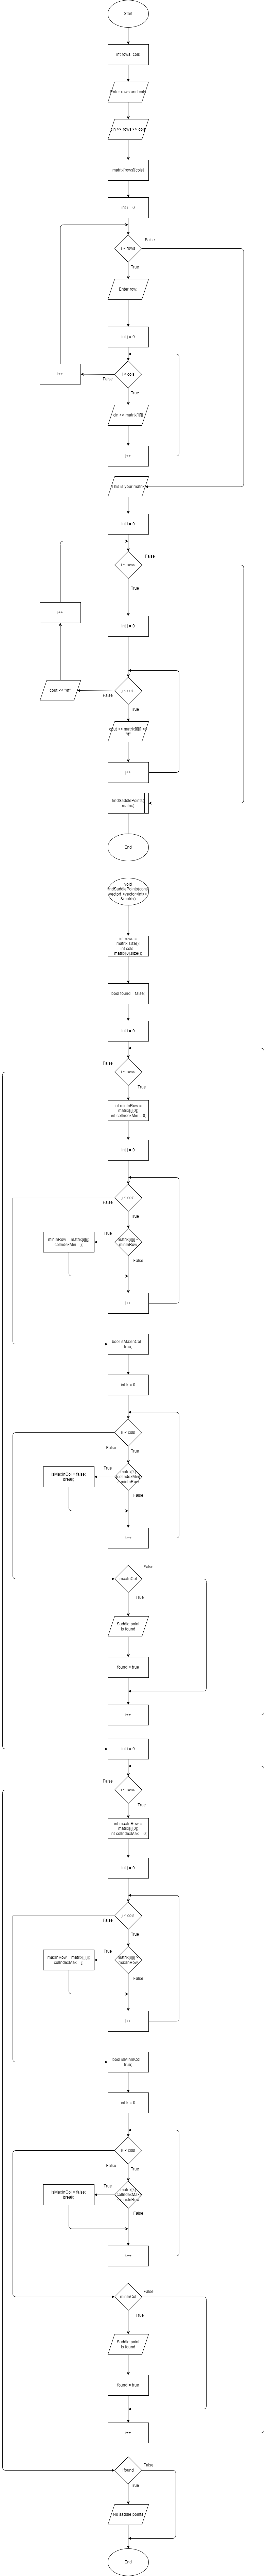 Start
int rows, cols
Enter rows and cols
cin >> rows >> cols
matrix[rows][cols]
int i = 0
i < rows
False
True
Enter row
int j = 0
j < cols
False
True
i++
cin >> matrix[i][j]
j++
This is your matrix
int i = 0
i < rows
False
True
i++
int j = 0
j < cols
False
True
cout << "\n"
cout << matrix[i][j] <<
"\t"
j++
findSaddlePoints(
matrix)
End
void
findSaddlePoints(const
vector<vector<int>>
&matrix)
int rows =
matrix.size();
int cols =
matrix[0].size();
bool found = false;
int i = 0
i < rows
False
True
int minInRow =
matrix[i][0];
int colIndexMin = 0;
int j = 0
j < cols
False
True
matrix[i][j] <
minInRow
True
False
minInRow = matrix[i][j];
colIndexMin = j;
j++
bool isMaxInCol =
true;
int k = 0
k < cols
False
True
matrix[k]
[colIndexMin]
> minInRow
True
False
isMaxInCol = false;
break;
k++
maxInCol
False
True
Saddle point
is found
found = true
i++
int i = 0
i < rows
False
True
int maxInRow =
matrix[i][0];
int colIndexMax = 0;
int j = 0
j < cols
False
True
matrix[i][j] >
maxInRow
True
False
maxInRow = matrix[i][j];
colIndexMax = j;
j++
bool isMinInCol =
true;
int k = 0
k < cols
False
True
matrix[k]
[colIndexMax]
< maxInRow
True
False
isMaxInCol = false;
break;
k++
minInCol
False
True
Saddle point
is found
found = true
i++
!found
False
True
No saddle points
End